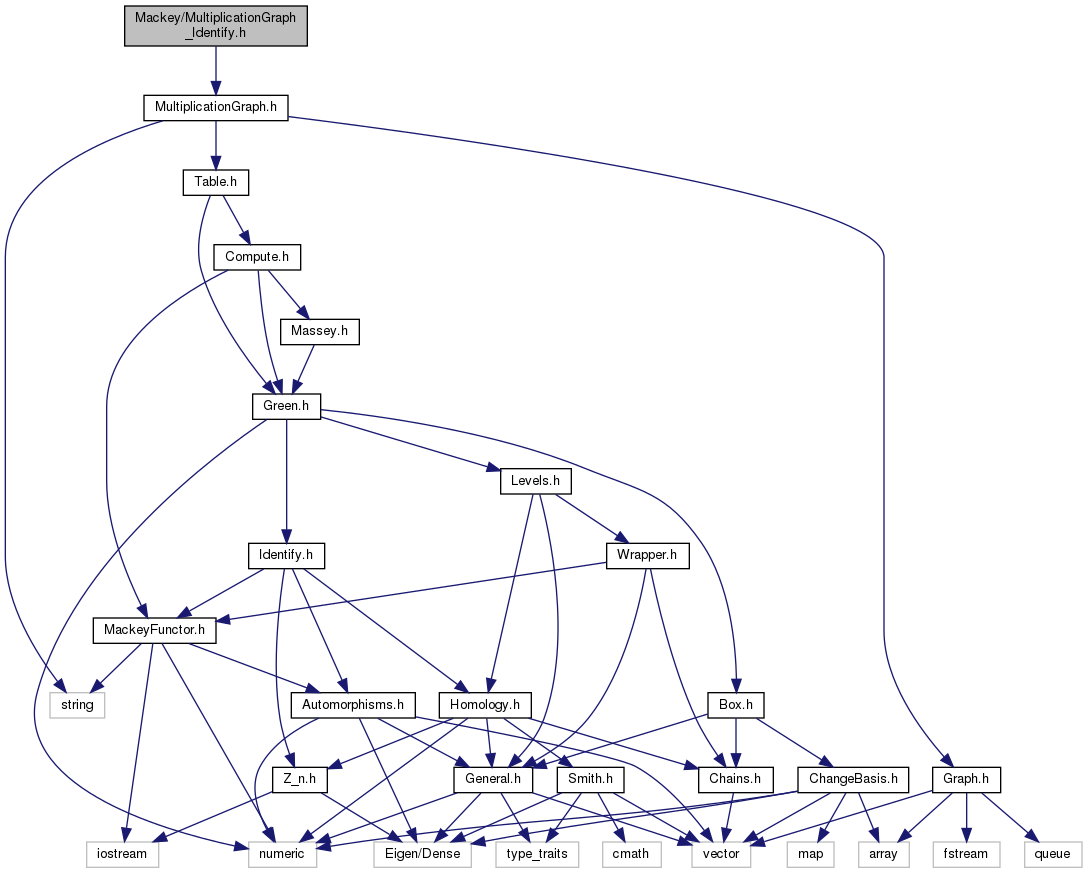 Mackey/MultiplicationGraph
_Identify.h
MultiplicationGraph.h
Table.h
Compute.h
Massey.h
Green.h
Levels.h
Identify.h
Wrapper.h
MackeyFunctor.h
string
Automorphisms.h
Homology.h
Box.h
Z_n.h
General.h
Smith.h
Chains.h
ChangeBasis.h
Graph.h
iostream
numeric
Eigen/Dense
type_traits
cmath
vector
map
array
fstream
queue